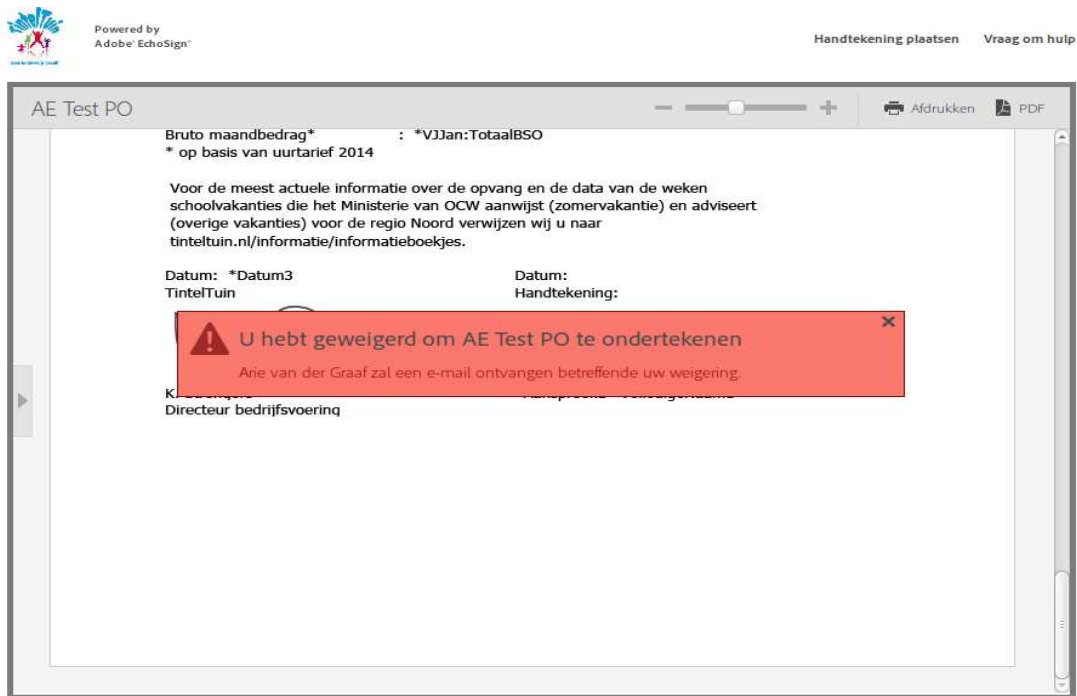 Powered by
Adobe® EchoSign™
Handtekening plaatsen Vraag om hulp
AE Test PO
Afdrukken PDF
Bruto maandbedrag* : *VJJan:TotaalBSO
* op basis van uurtarief 2014
Voor de meest actuele informatie over de opvang en de data van de weken
schoolvakanties die het Ministerie van OCW aanwijst (zomervakantie) en adviseert
(overige vakanties) voor de regio Noord verwijzen wij u naar
tinteltuin.nl/informatie/informatieboekjes.
Datum: *Datum3 Datum:
TintelTuin Handtekening:
U hebt geweigerd om AE Test PO te ondertekenen
Arie van der Graaf zal een e-mail ontvangen betreffende uw weigering.
K.
Directeur bedrijfsvoering